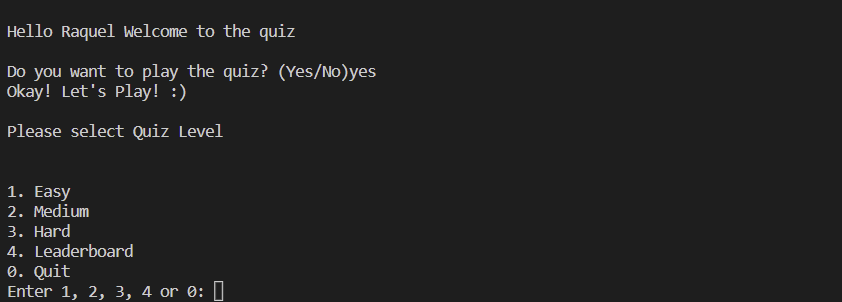 Hello Raquel Welcome to the quiz
Do you want to play the quiz? (Yes/No)yes
Okay! Let's Play! :)
Please select Quiz Level
1. Easy
2. Medium
3. Hard
4. Leaderboard
0. Quit
Enter 1, 2, 3, 4 or 0: